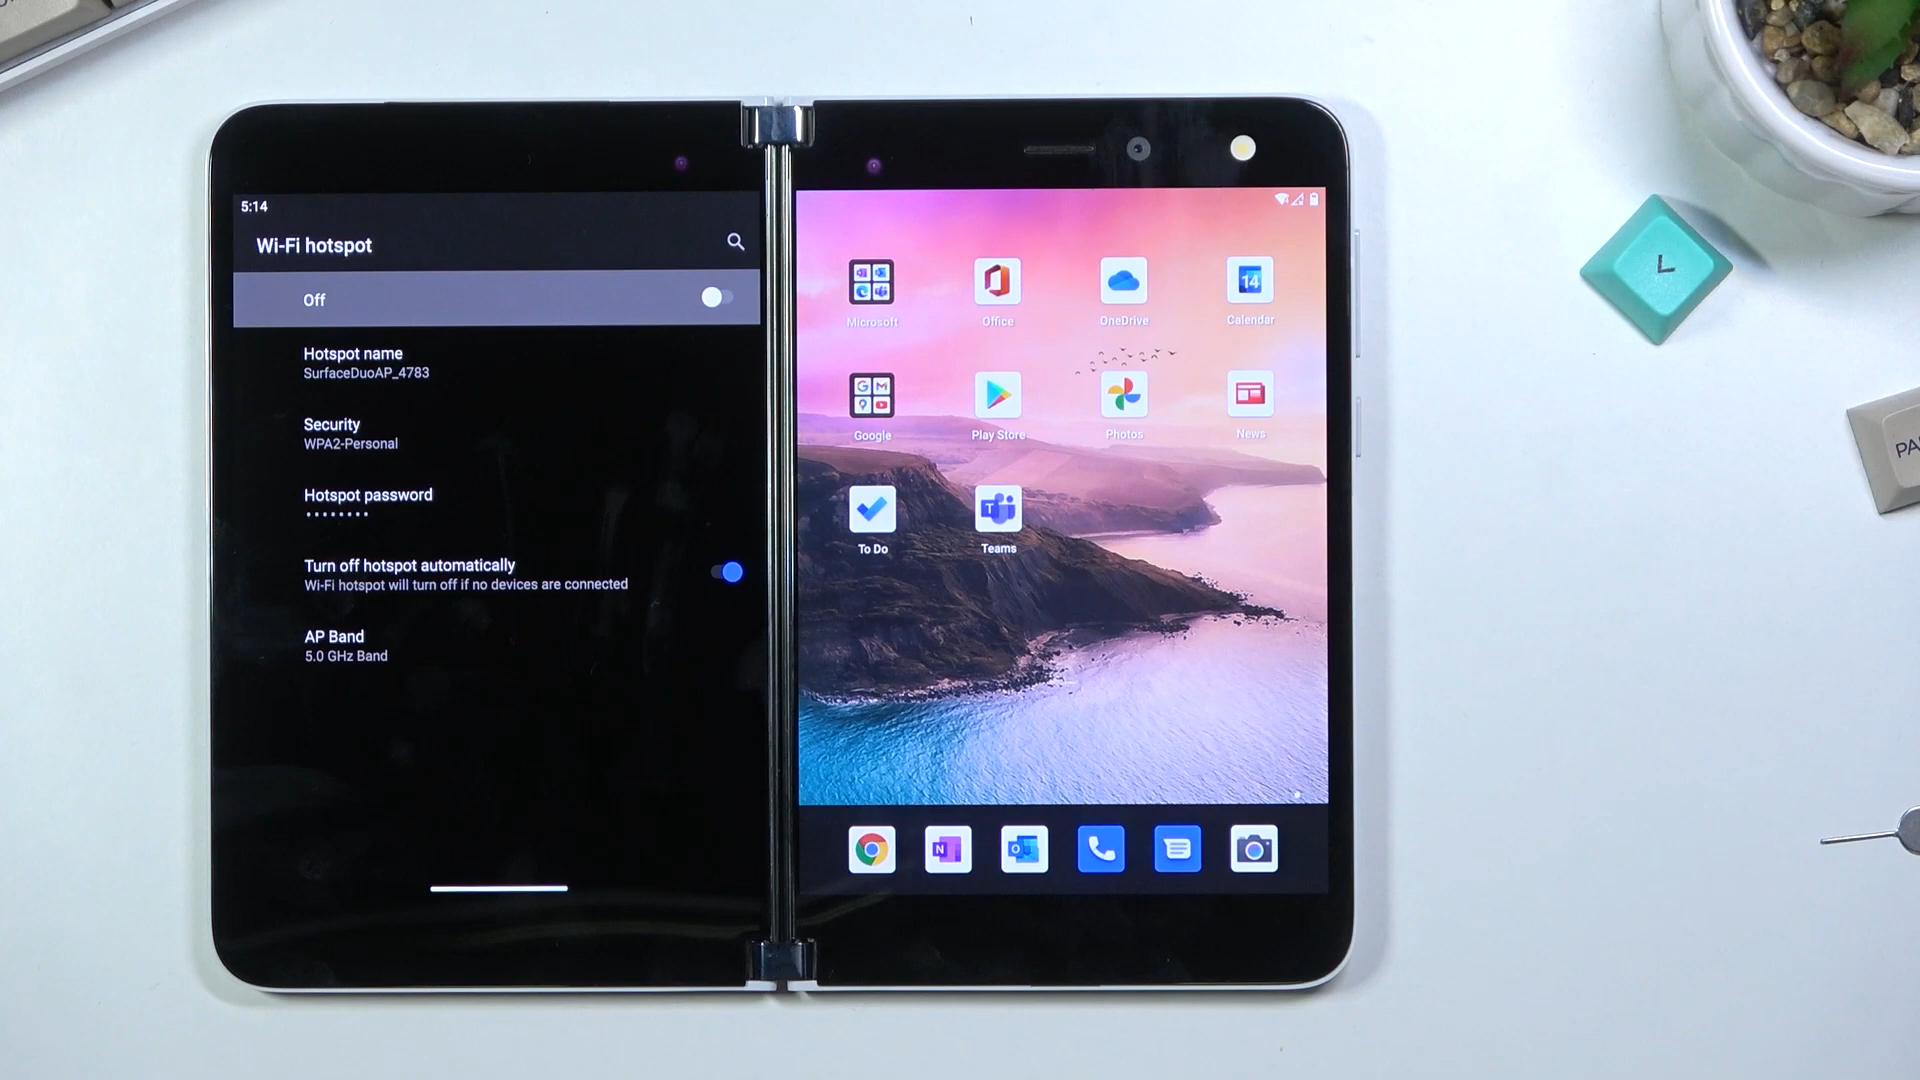 5:14
Wi-Fi hotspot
Off
Hotspot name
SurfaceDuoAP_4783
Security
WPA2-Personal
Hotspot password
••••••••
Turn off hotspot automatically
Wi-Fi hotspot will turn off if no devices are connected
AP Band
5.0 GHz Band
14
Microsoft
Office
OneDrive
Calendar
G
M
Google
Play Store
Photos
News
T
To Do
Teams
N
O
PA